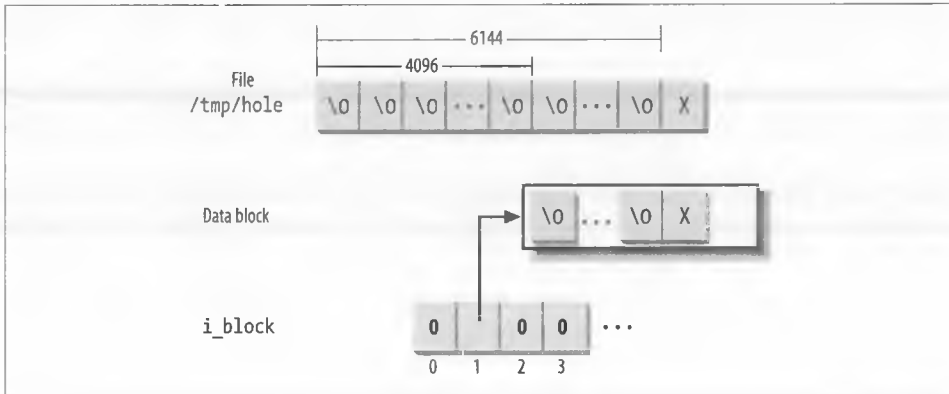 6144
4096
File
/tmp/hole
\0 \0 \0 ... \0 \0 ... \0 X
Data block
\0 ... \0 X
i_block
0 0 0 ...
0 1 2 3